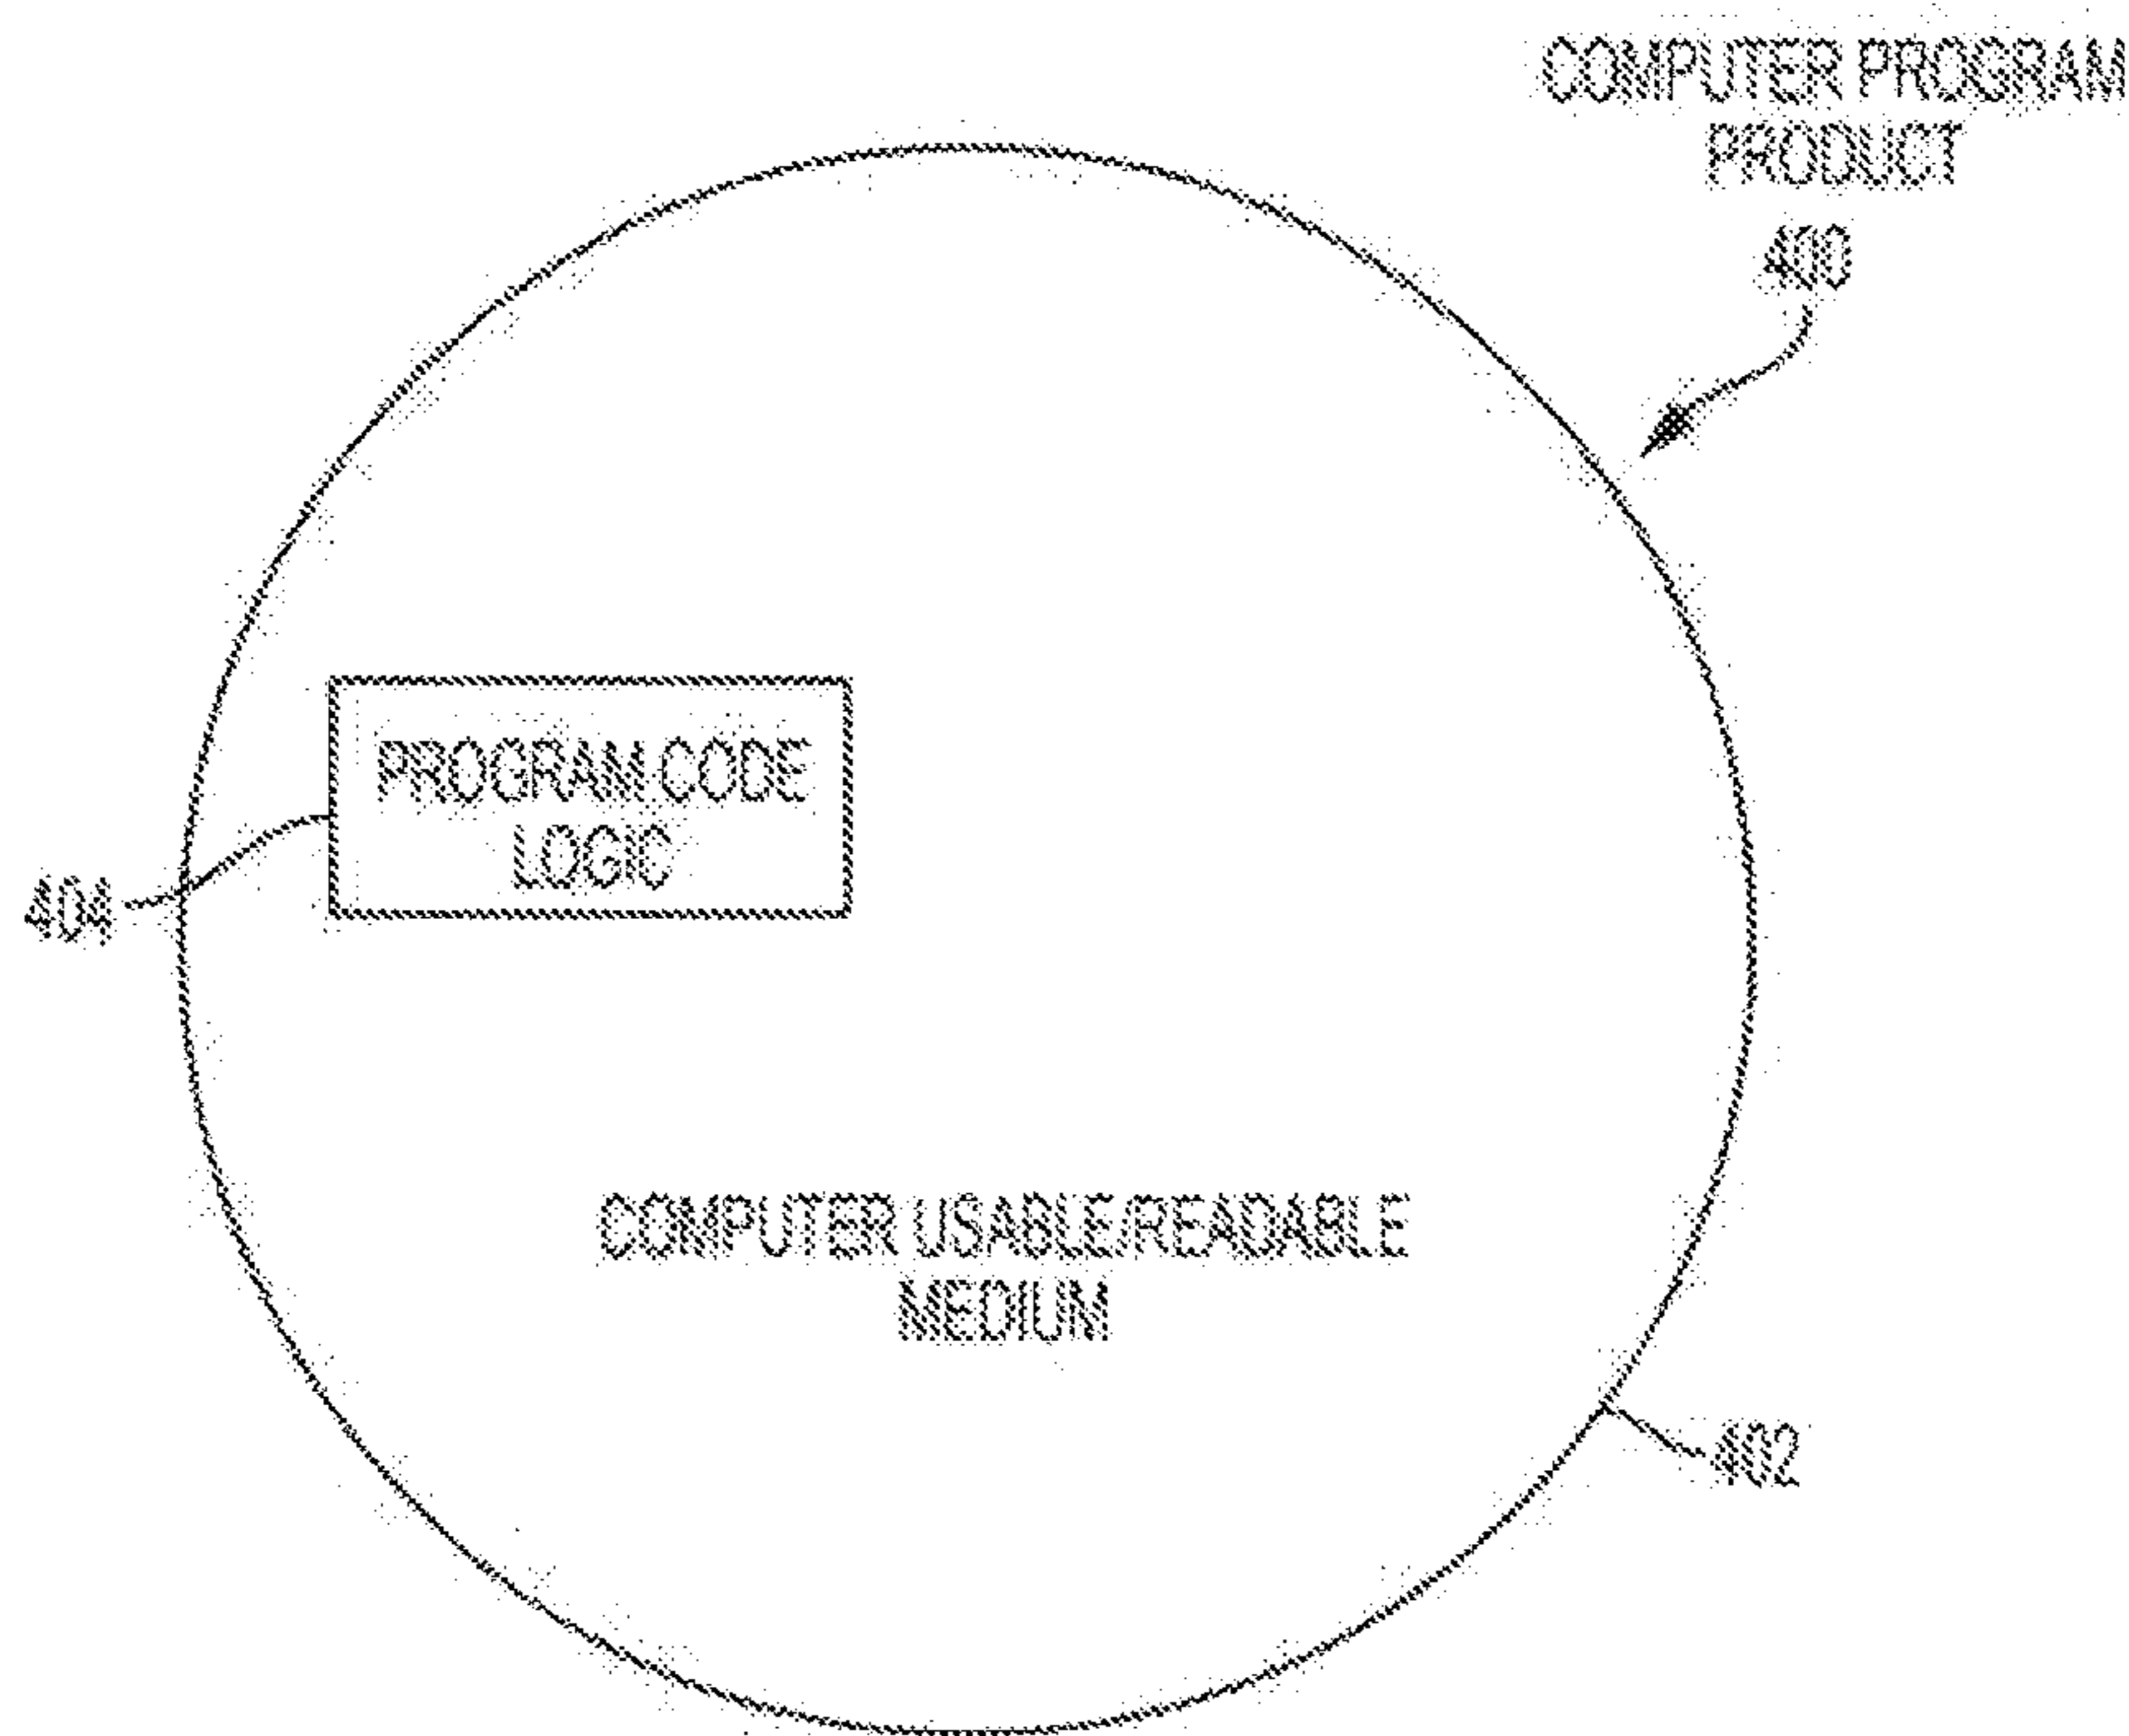 COMPUTER PROGRAM
PRODUCT
400
PROGRAM CODE
LOGIC
404
COMPUTER USABLE/READABLE
MEDIUM
402